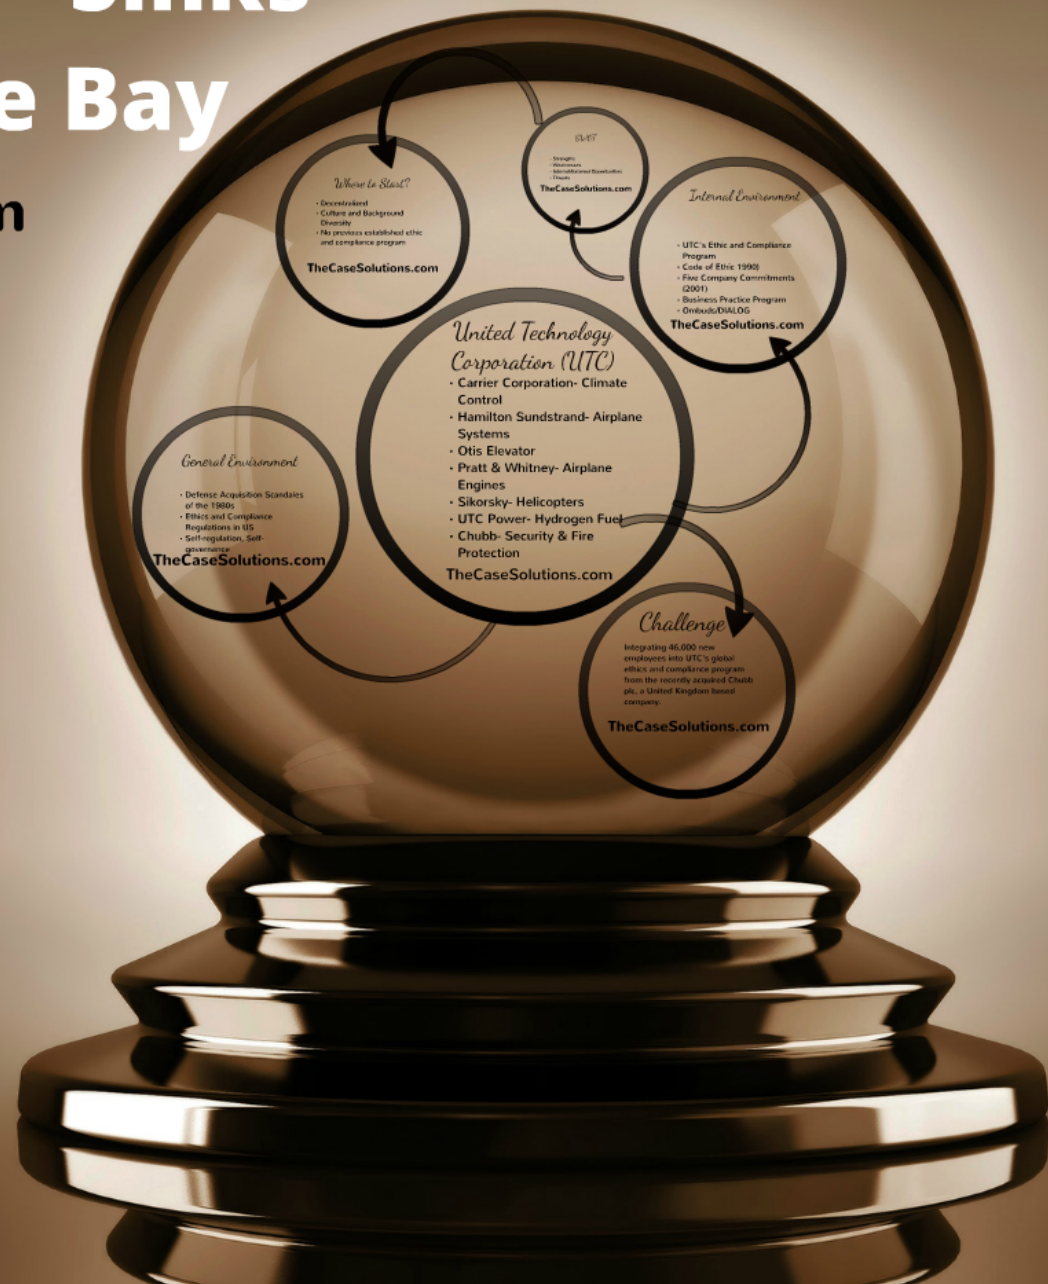 Sinks
e Bay
n
Where to Start?
- Decentralized
- Culture and Background
Diversity
- No previous established ethic
and compliance program
TheCaseSolutions.com
SWOT
- Strengths
- Weaknesses
- Threats
TheCaseSolutions.com
Internal Environment
- UTC's Ethic and Compliance
Program
- Code of Ethic 1990)
- Five Company Commitments
(2001)
- Business Practice Program
- Ombuds/DIALOG
TheCaseSolutions.com
United Technology
Corporation (UTC)
- Carrier Corporation- Climate
Control
- Hamilton Sundstrand- Airplane
Systems
- Otis Elevator
- Pratt & Whitney- Airplane
Engines
- Sikorsky- Helicopters
- UTC Power- Hydrogen Fuel
- Chubb- Security & Fire
Protection
TheCaseSolutions.com
General Environment
- Defense Acquisition Scandales
of the 1980s
- Ethics and Compliance
Regulations in US
- Self-regulation, Self-
governance
TheCaseSolutions.com
Challenge
Integrating 46,000 new
employees into UTC's global
ethics and compliance program
from the recently acquired Chubb
plc, a United Kingdom based
company.
TheCaseSolutions.com